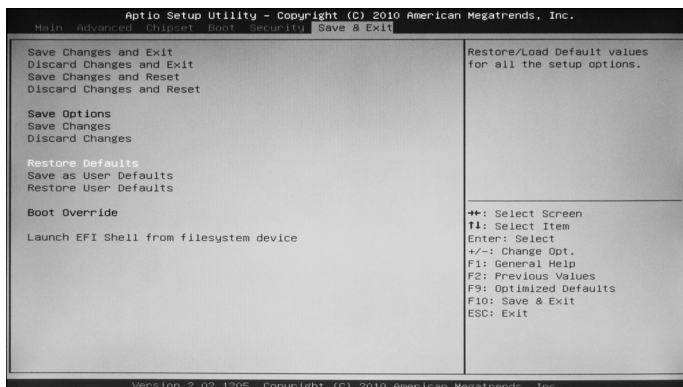 Aptio Setup Utility – Copyright (C) 2010 American Megatrends, Inc.
Main Advanced Chipset Boot Security Save & Exit
Save Changes and Exit
Discard Changes and Exit
Save Changes and Reset
Discard Changes and Reset
Save Options
Save Changes
Discard Changes
Restore Defaults
Save as User Defaults
Restore User Defaults
Boot Override
Launch EFI Shell from filesystem device
Restore/Load Default values
for all the setup options.
→←: Select Screen
↑↓: Select Item
Enter: Select
+/-: Change Opt.
F1: General Help
F2: Previous Values
F9: Optimized Defaults
F10: Save & Exit
ESC: Exit
Version 2.02.1205. Copyright (C) 2010 American Megatrends, Inc.